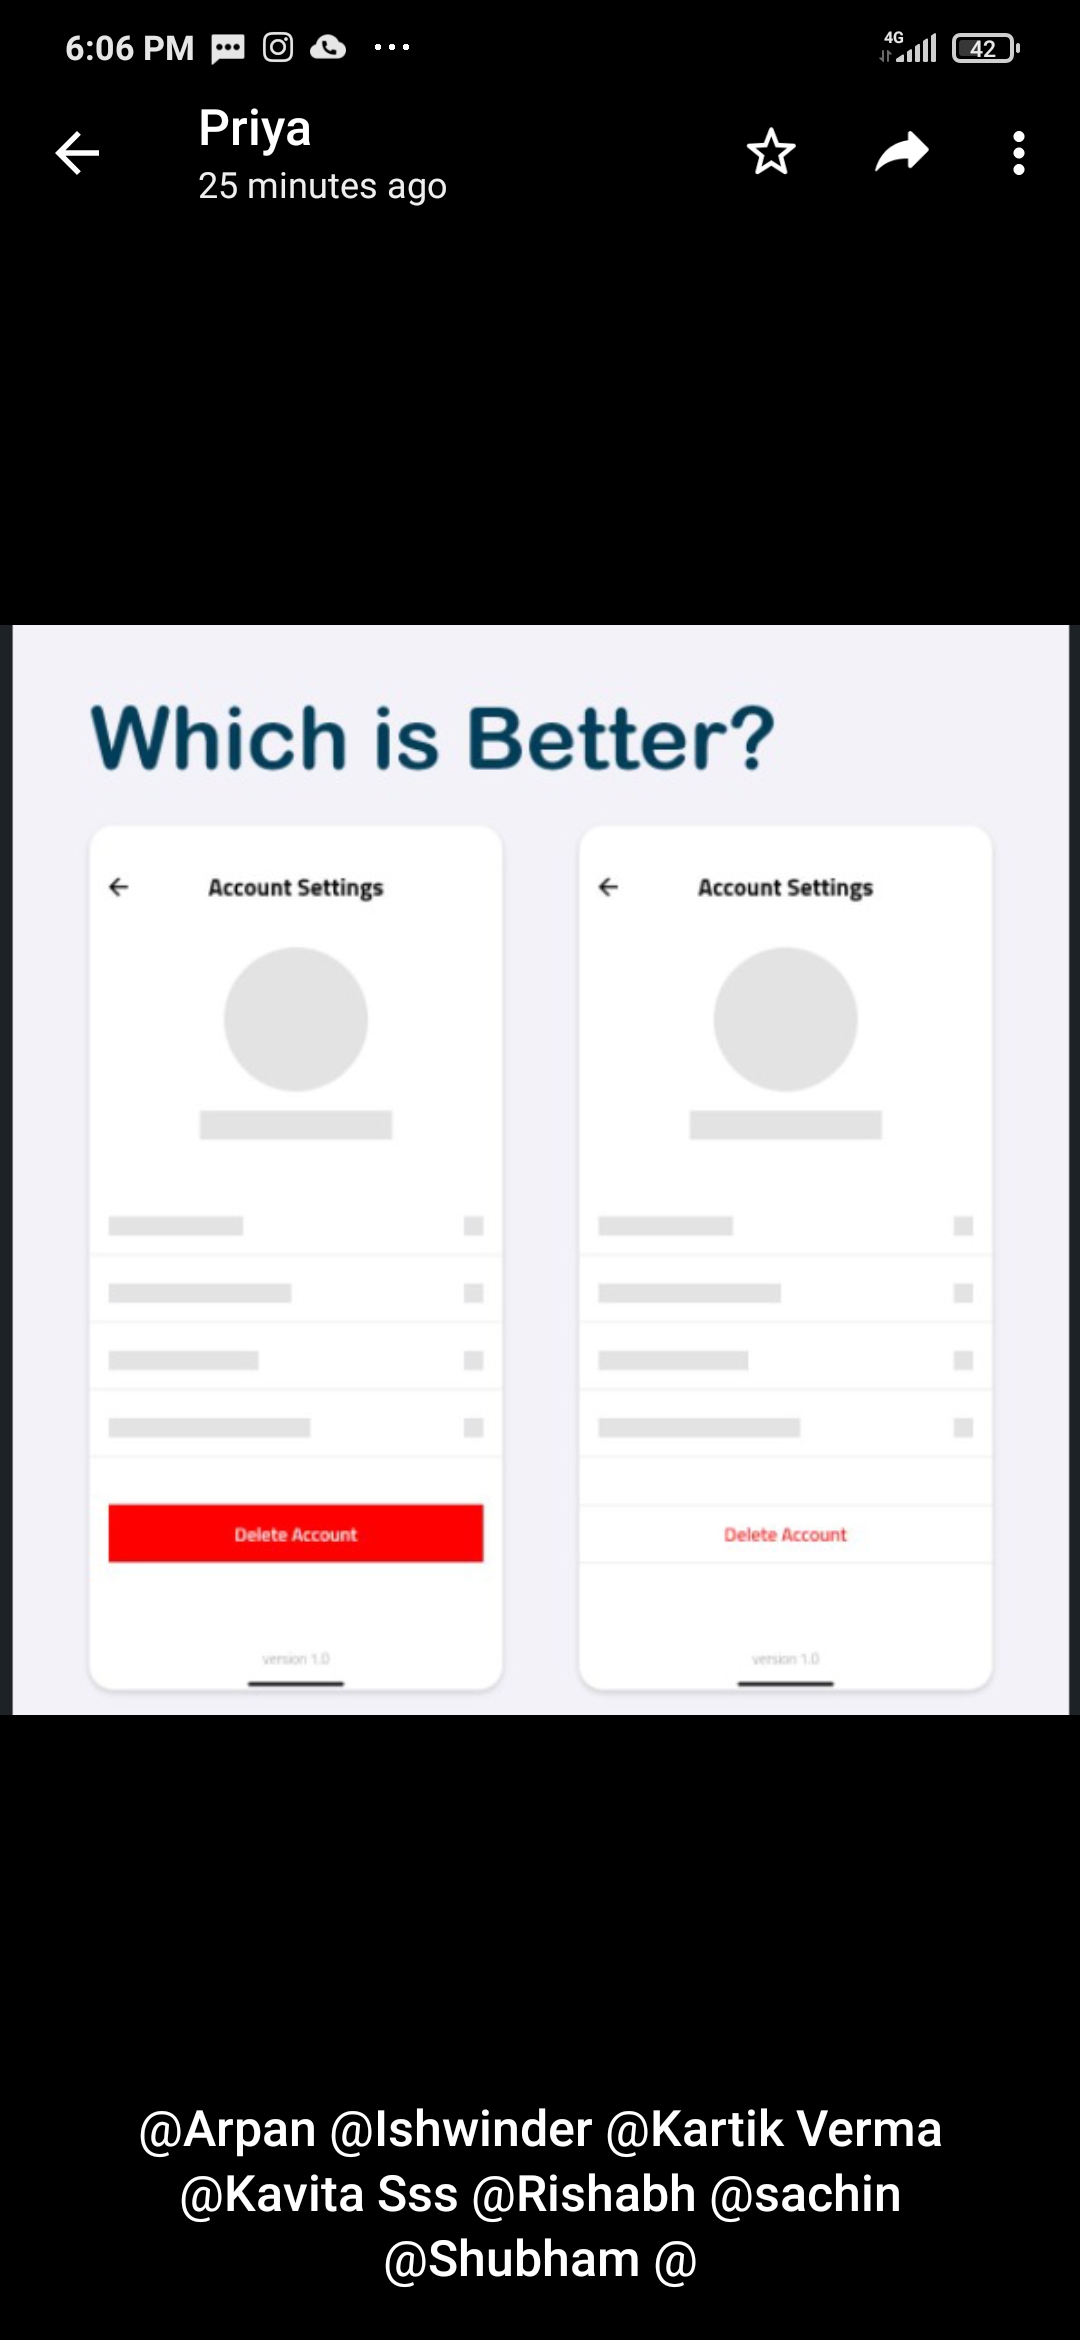 6:06 PM
4G
42
Priya
25 minutes ago
Which is Better?
Account Settings
Delete Account
version 1.0
Account Settings
Delete Account
version 1.0
@Arpan @Ishwinder @Kartik Verma
@Kavita Sss @Rishabh @sachin
@Shubham @